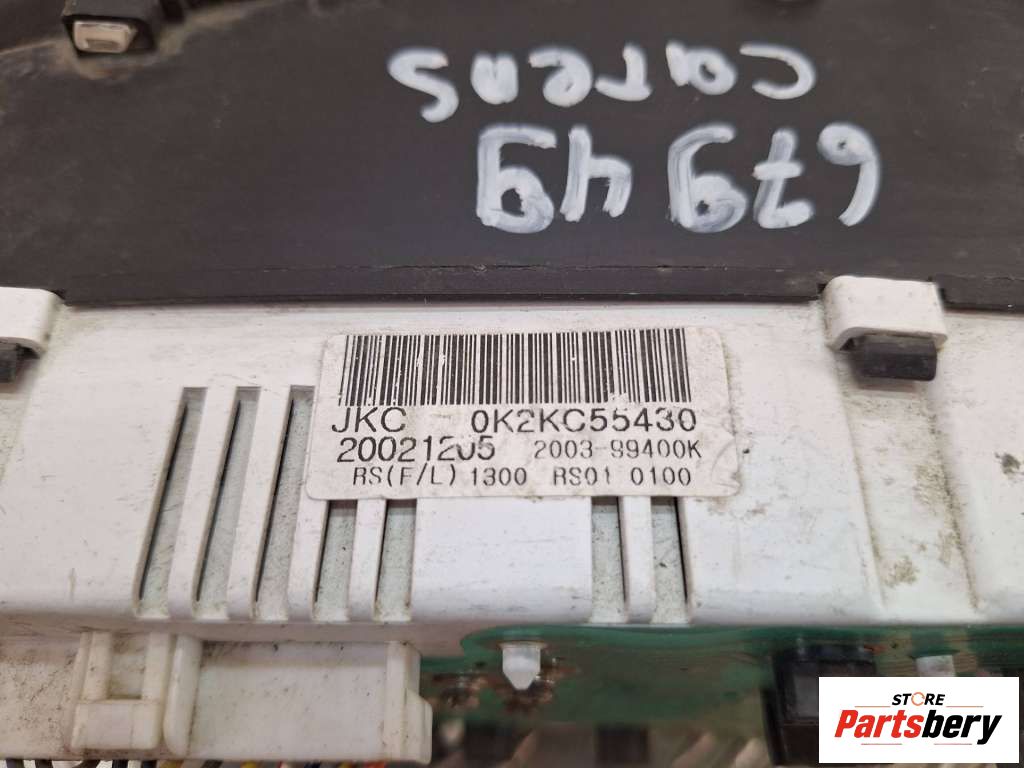 67949
carens
JKC 0K2KC55430
20021205 2003-99400K
RS(F/L) 1300 RS01 0100
STORE
Partsbery